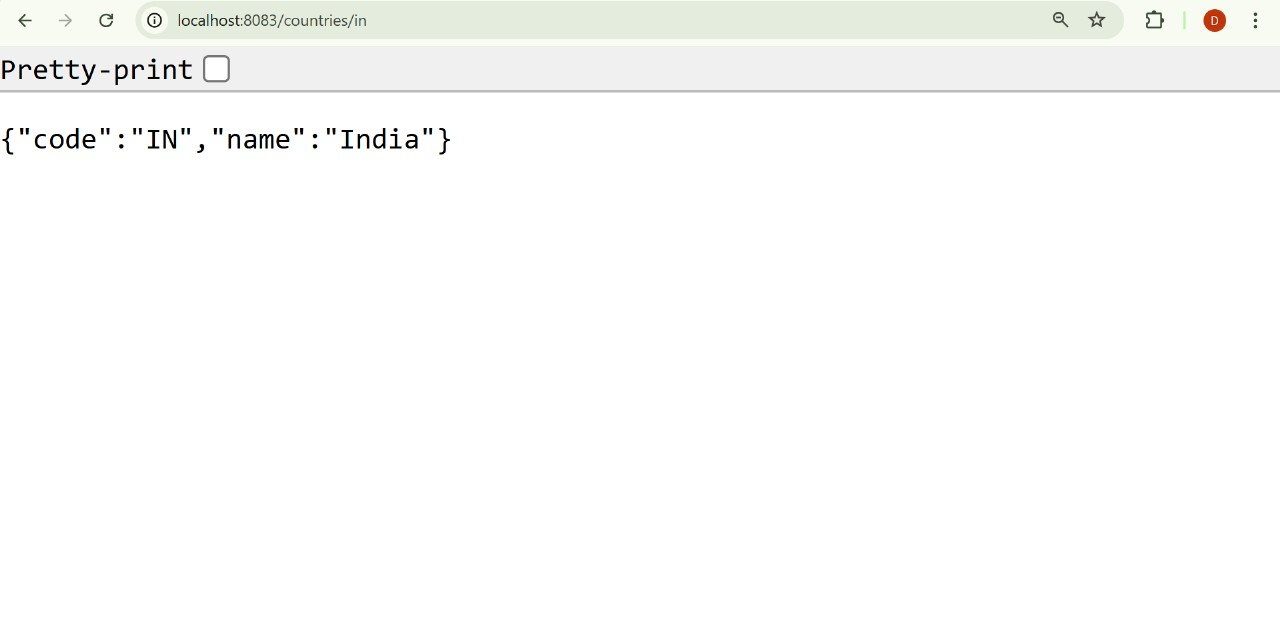 localhost:8083/countries/in
D
Pretty-print
{"code":"IN","name":"India"}